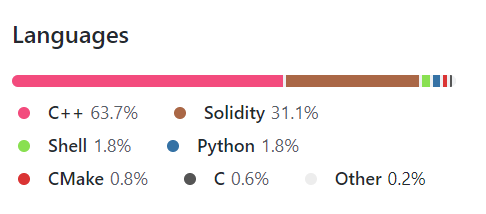 Languages
C++ 63.7% Solidity 31.1%
Shell 1.8% Python 1.8%
CMake 0.8% C 0.6% Other 0.2%